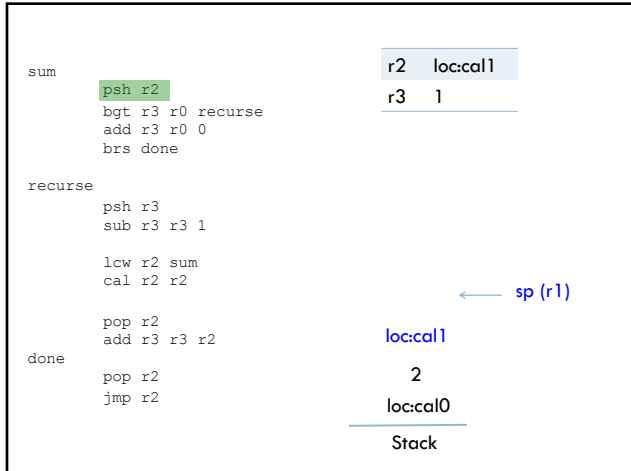 sum
psh r2
bgt r3 r0 recurse
add r3 r0 0
brs done
recurse
psh r3
sub r3 r3 1
lcw r2 sum
cal r2 r2
pop r2
add r3 r3 r2
done
pop r2
jmp r2
r2 loc:cal1
r3 1
sp (r1)
loc:cal1
2
loc:cal0
Stack